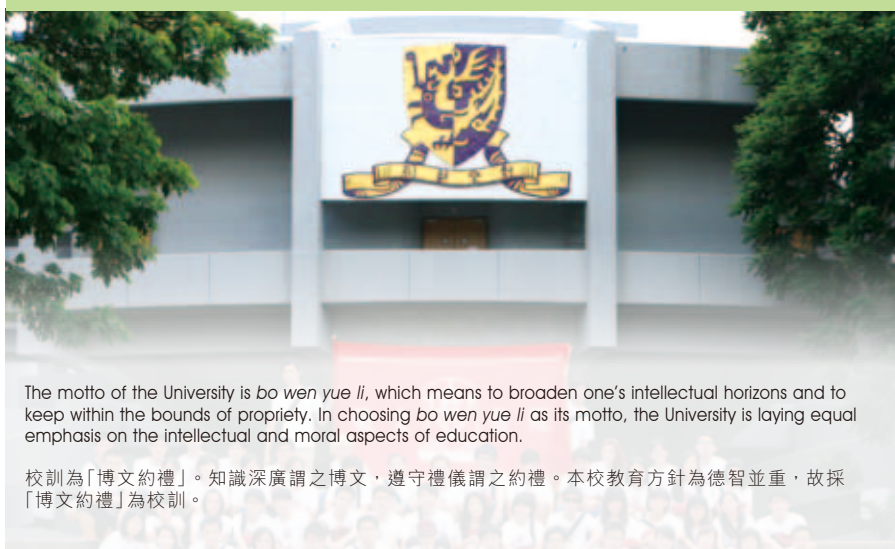 The motto of the University is bo wen yue li, which means to broaden one’s intellectual horizons and to
keep within the bounds of propriety. In choosing bo wen yue li as its motto, the University is laying equal
emphasis on the intellectual and moral aspects of education.
校訓為「博文約禮」。知識深廣謂之博文，遵守禮儀謂之約禮。本校教育方針為德智並重，故採
「博文約禮」為校訓。